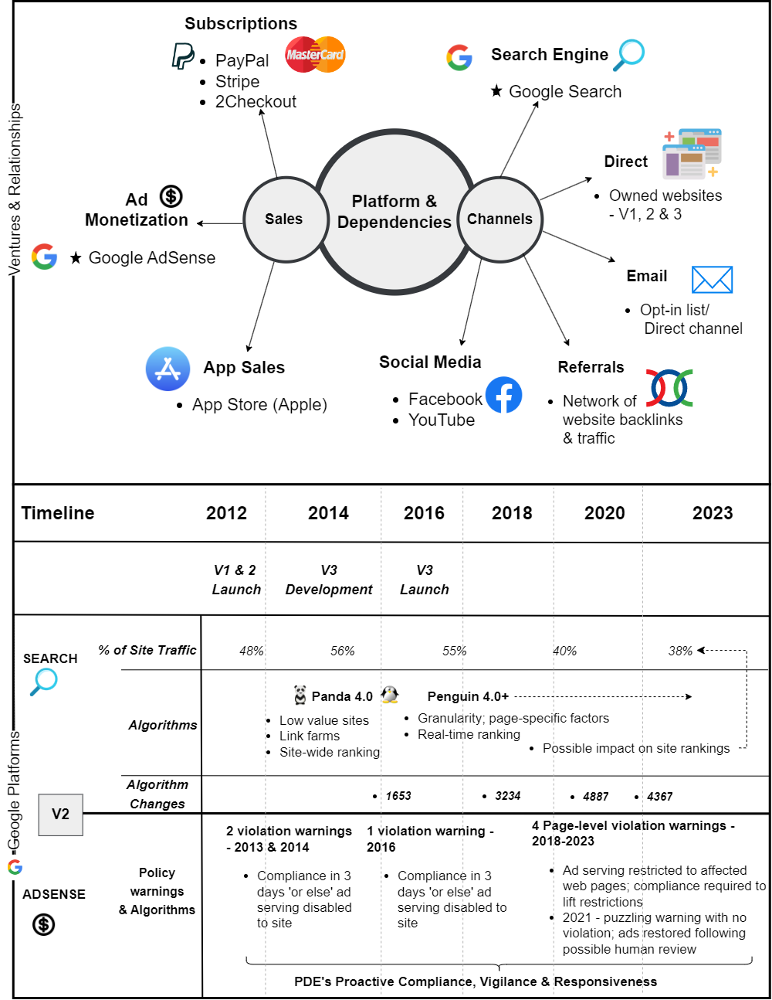 Subscriptions
• PayPal
• Stripe
• 2Checkout
MasterCard
Search Engine
★ Google Search
Direct
• Owned websites
- V1, 2 & 3
Ad
Monetization
★ Google AdSense
Sales
Platform &
Dependencies
Channels
Email
• Opt-in list/
Direct channel
App Sales
• App Store (Apple)
Social Media
• Facebook
• YouTube
Referrals
• Network of
website backlinks
& traffic
Ventures & Relationships
Timeline 2012 2014 2016 2018 2020 2023
V1 & 2
Launch
V3
Development
V3
Launch
SEARCH
% of Site Traffic 48% 56% 55% 40% 38%
Algorithms
Panda 4.0
• Low value sites
• Link farms
• Site-wide ranking
Penguin 4.0+
• Granularity; page-specific factors
• Real-time ranking
• Possible impact on site rankings
Algorithm
Changes
• 1653 • 3234 • 4887 • 4367
Google Platforms
V2
ADSENSE
Policy
warnings
& Algorithms
2 violation warnings
- 2013 & 2014
• Compliance in 3
days 'or else' ad
serving disabled
to site
1 violation warning -
2016
• Compliance in 3
days 'or else' ad
serving disabled to
site
4 Page-level violation warnings -
2018-2023
• Ad serving restricted to affected
web pages; compliance required to
lift restrictions
• 2021 - puzzling warning with no
violation; ads restored following
possible human review
PDE's Proactive Compliance, Vigilance & Responsiveness